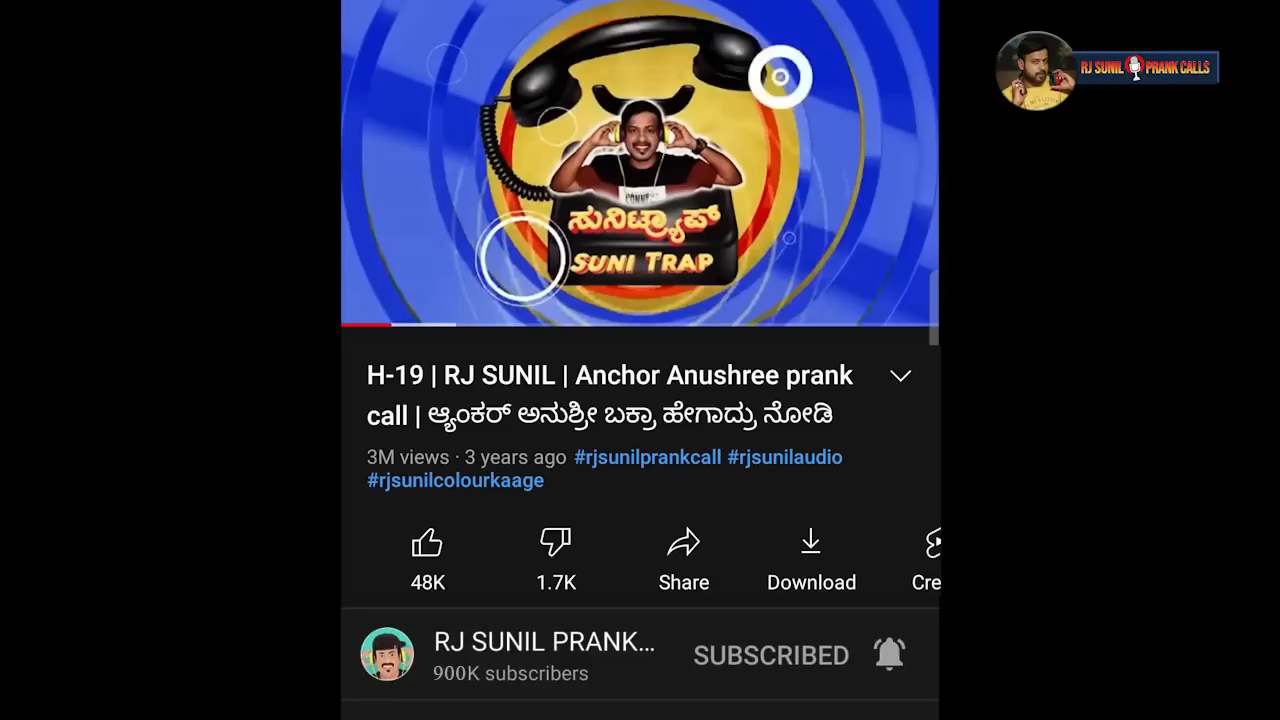 RJ SUNIL PRANK CALLS
ಸುನಿಟ್ರ್ಯಾಪ್
SUNI TRAP
H-19 | RJ SUNIL | Anchor Anushree prank
call | ಆ್ಯಂಕರ್ ಅನುಶ್ರೀ ಬಕ್ರಾ ಹೇಗಾದ್ರು ನೋಡಿ
3M views · 3 years ago #rjsunilprankcall #rjsunilaudio
#rjsunilcolourkaage
48K 1.7K Share Download Cre
RJ SUNIL PRANK... SUBSCRIBED
900K subscribers